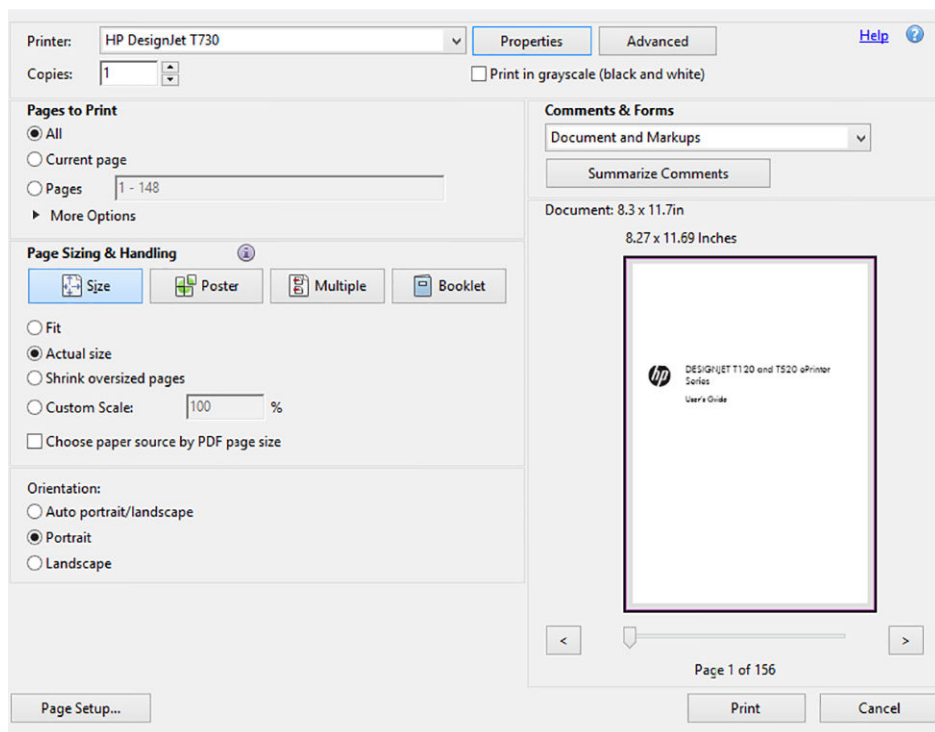 Printer: HP DesignJet T730 Properties Advanced Help ?
Copies: 1 Print in grayscale (black and white)
Pages to Print
All
Current page
Pages 1 - 148
More Options
Page Sizing & Handling i
Size Poster Multiple Booklet
Fit
Actual size
Shrink oversized pages
Custom Scale: 100 %
Choose paper source by PDF page size
Orientation:
Auto portrait/landscape
Portrait
Landscape
Comments & Forms
Document and Markups
Summarize Comments
Document: 8.3 x 11.7in
8.27 x 11.69 Inches
hp
DESIGNJET T120 and T520 ePrinter
Series
User's Guide
< >
Page 1 of 156
Page Setup... Print Cancel